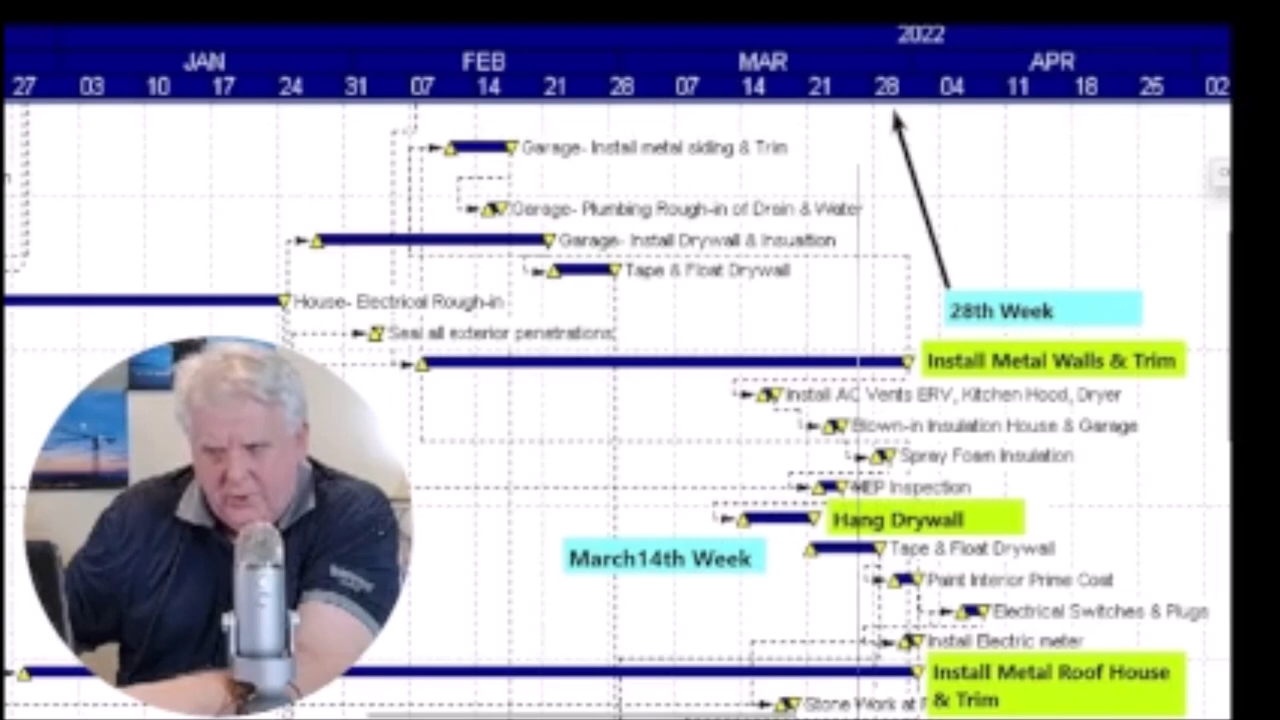 2022
JAN FEB MAR APR
27 03 10 17 24 31 07 14 21 28 07 14 21 28 04 11 18 25 02
Garage- Install metal siding & Trim
Garage- Plumbing Rough-in of Drain & Water
Garage- Install Drywall & Insualtion
Tape & Float Drywall
House- Electrical Rough-in
28th Week
Seal all exterior penetrations;
Install Metal Walls & Trim
Install AC Vents ERV, Kitchen Hood, Dryer
Blown-in Insulation House & Garage
Spray Foam Insulation
MEP Inspection
Hang Drywall
Tape & Float Drywall
March14th Week
Paint Interior Prime Coat
Electrical Switches & Plugs
Install Electric meter
Install Metal Roof House
& Trim
Stone Work at